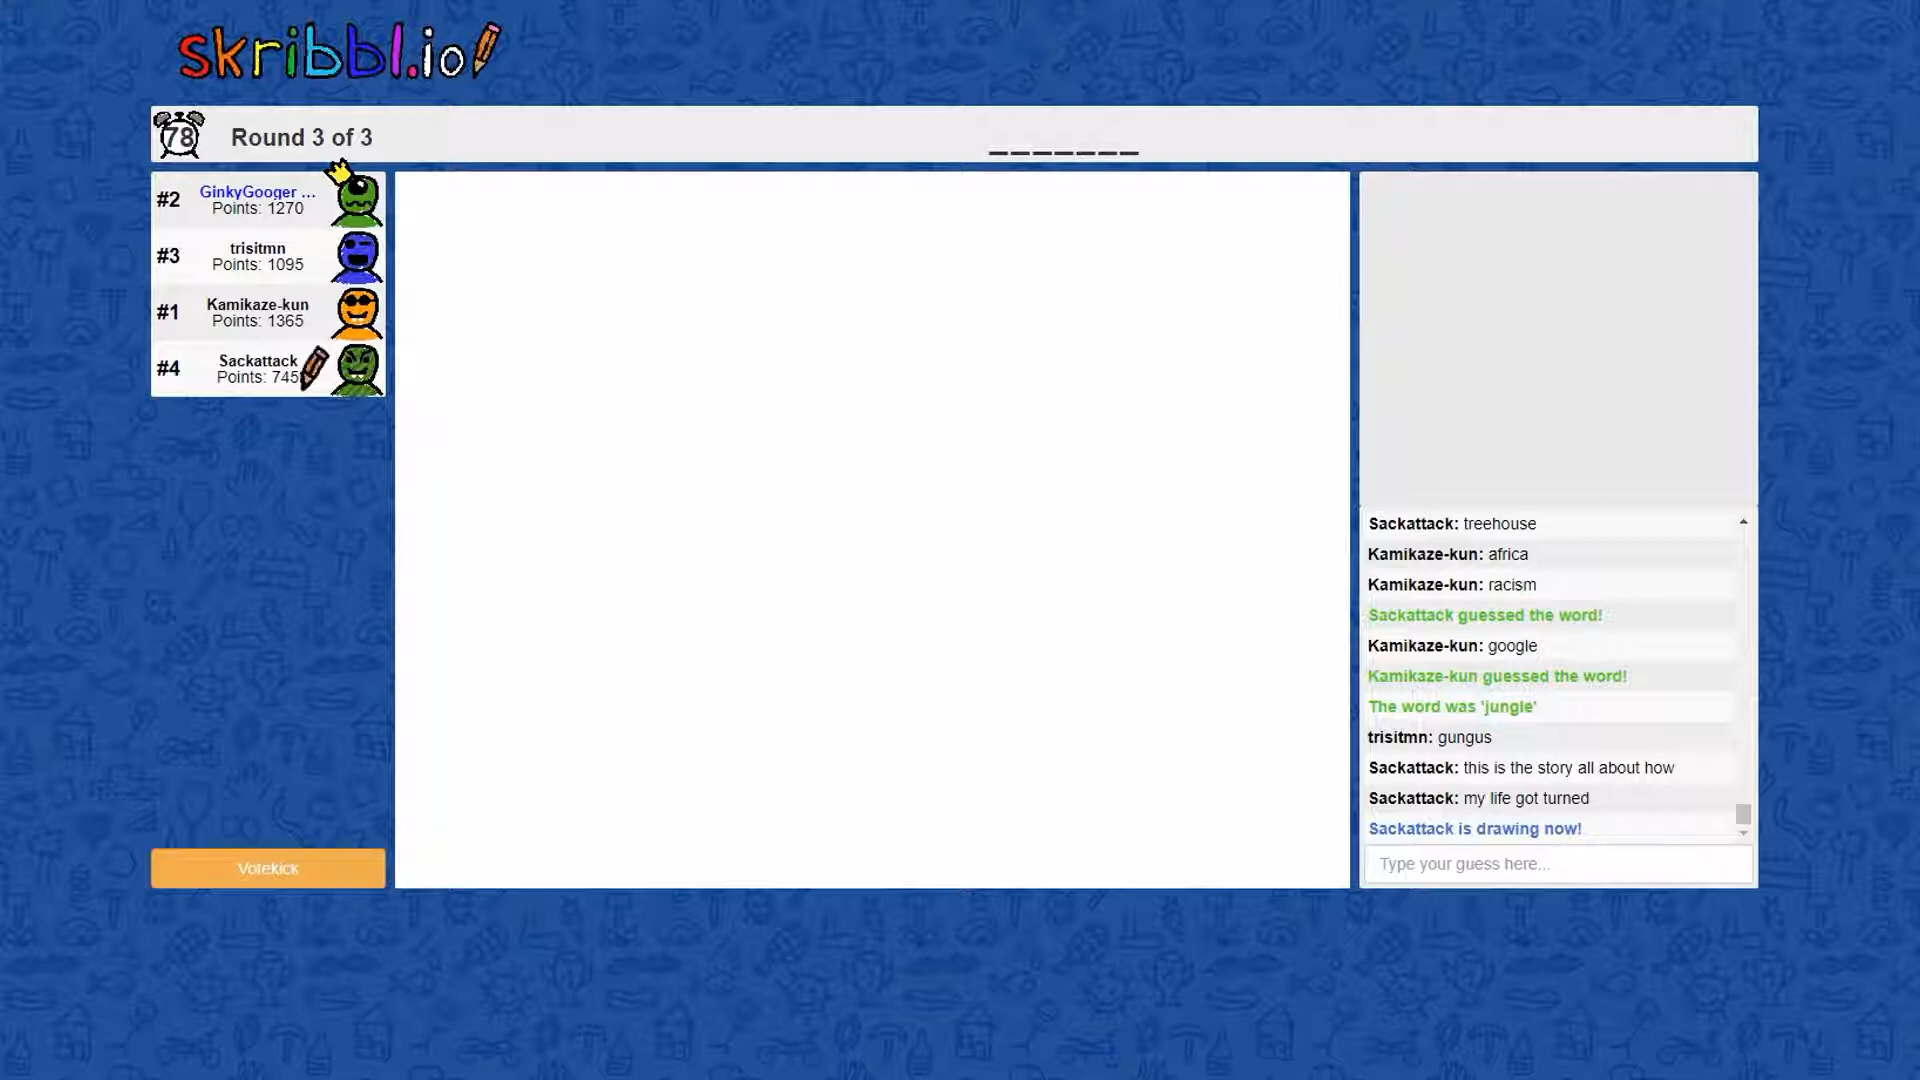 skribbl.io
78
Round 3 of 3
_______
#2
GinkyGooger ...
Points: 1270
#3
trisitmn
Points: 1095
#1
Kamikaze-kun
Points: 1365
#4
Sackattack
Points: 745
Votekick
Sackattack: treehouse
Kamikaze-kun: africa
Kamikaze-kun: racism
Sackattack guessed the word!
Kamikaze-kun: google
Kamikaze-kun guessed the word!
The word was 'jungle'
trisitmn: gungus
Sackattack: this is the story all about how
Sackattack: my life got turned
Sackattack is drawing now!
Type your guess here...